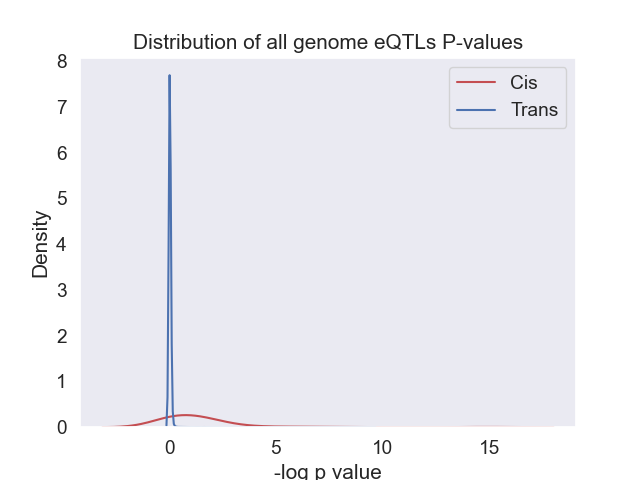 Distribution of all genome eQTLs P-values
Cis
Trans
Density
8
7
6
5
4
3
2
1
0
0 5 10 15
-log p value